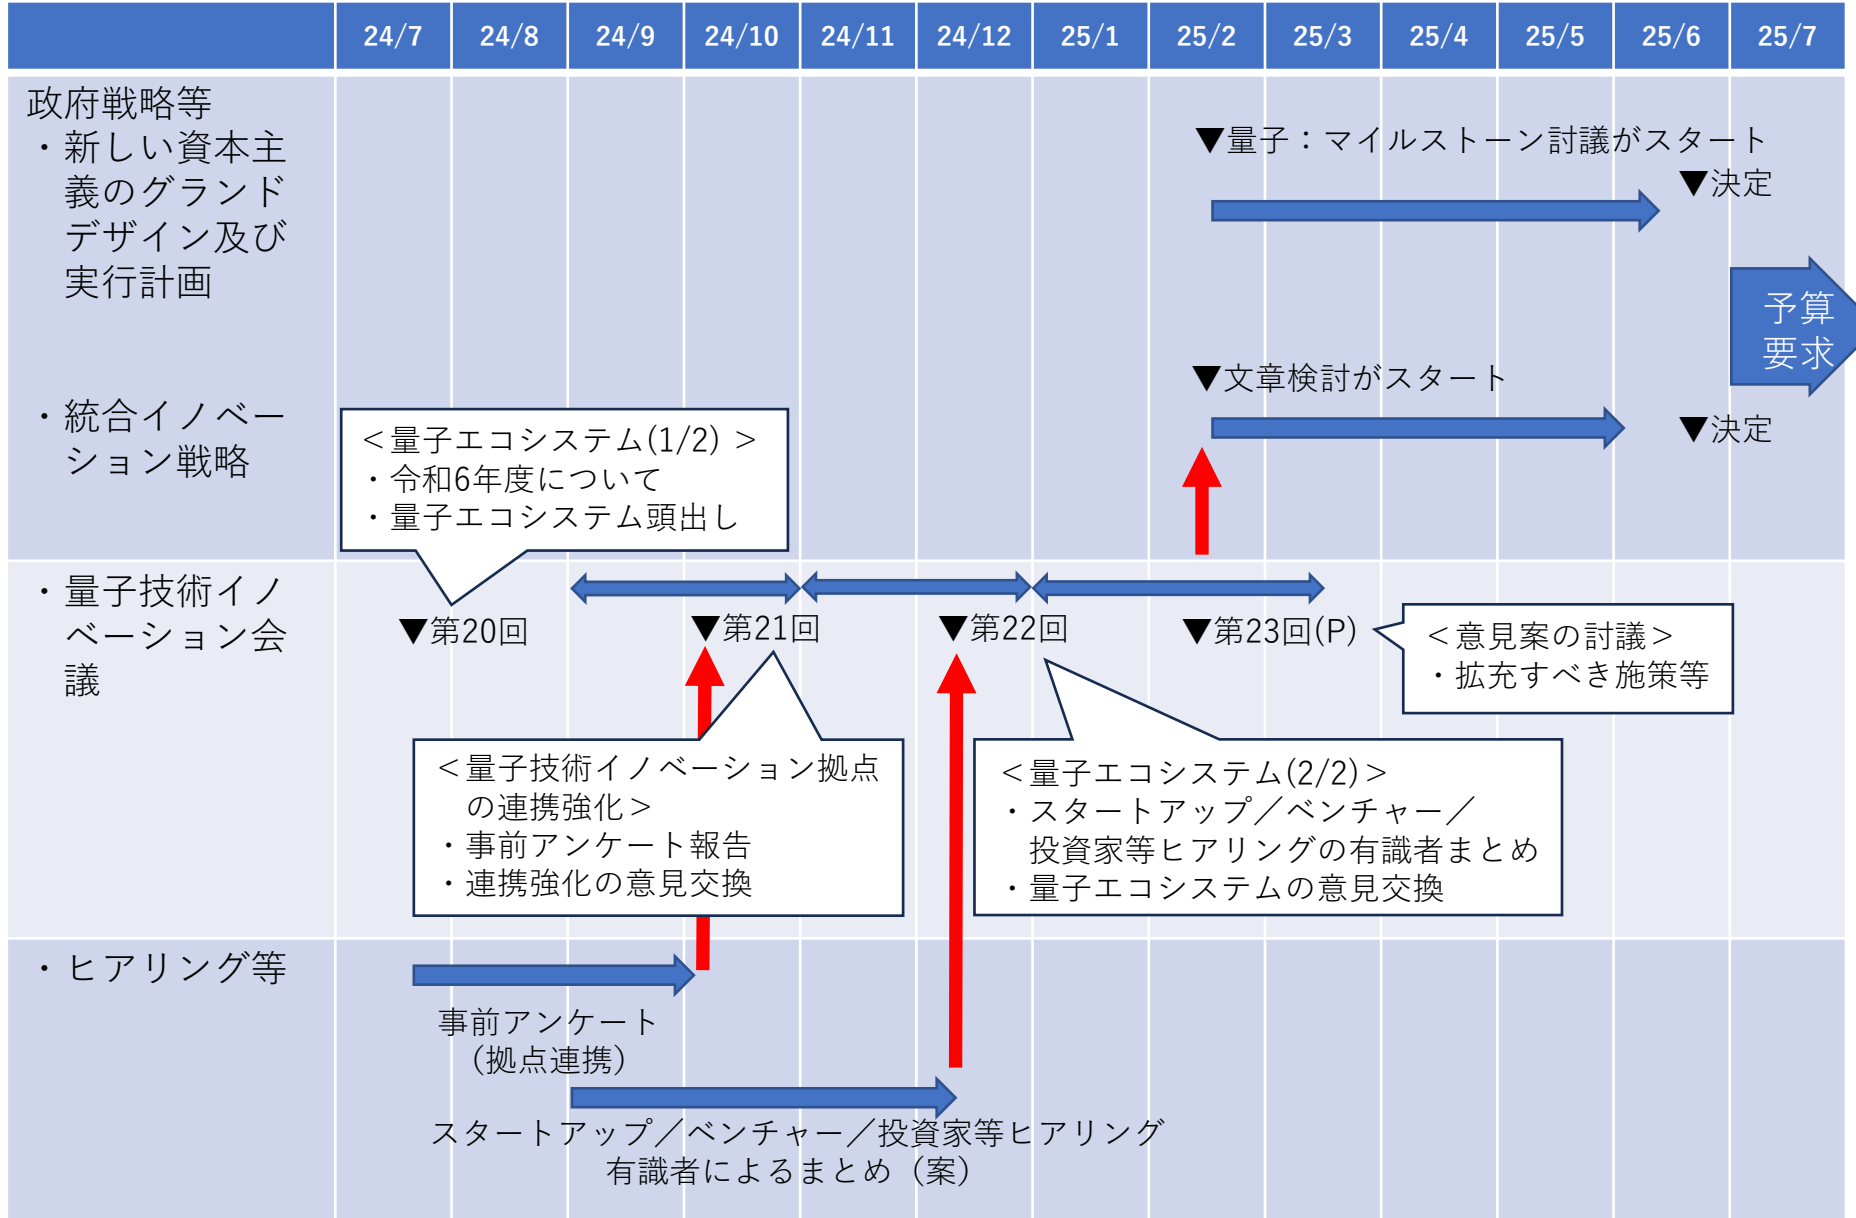 24/7 24/8 24/9 24/10 24/11 24/12 25/1 25/2 25/3 25/4 25/5 25/6 25/7
政府戦略等
・新しい資本主
義のグランド
デザイン及び
実行計画
▼量子：マイルストーン討議がスタート
▼決定
予算
要求
・統合イノベー
ション戦略
▼文章検討がスタート
▼決定
＜量子エコシステム(1/2) ＞
・令和6年度について
・量子エコシステム頭出し
・量子技術イノ
ベーション会
議
▼第20回
▼第21回
▼第22回
▼第23回(P)
＜意見案の討議＞
・拡充すべき施策等
＜量子技術イノベーション拠点
の連携強化＞
・事前アンケート報告
・連携強化の意見交換
＜量子エコシステム(2/2)＞
・スタートアップ／ベンチャー／
投資家等ヒアリングの有識者まとめ
・量子エコシステムの意見交換
・ヒアリング等
事前アンケート
（拠点連携）
スタートアップ／ベンチャー／投資家等ヒアリング
有識者によるまとめ（案）